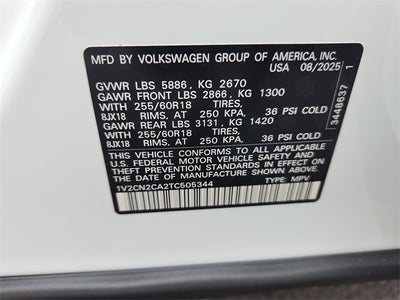 MFD BY VOLKSWAGEN GROUP OF AMERICA, INC.
USA 08/2025
GVWR LBS 5886, KG 2670
GAWR FRONT LBS 2866, KG 1300
WITH 255/60R18 TIRES,
8JX18 RIMS, AT 250 KPA. 36 PSI COLD
GAWR REAR LBS 3131, KG 1420
WITH 255/60R18 TIRES,
8JX18 RIMS, AT 250 KPA. 36 PSI COLD
THIS VEHICLE CONFORMS TO ALL APPLICABLE
U.S. FEDERAL MOTOR VEHICLE SAFETY AND
THEFT PREVENTION STANDARDS IN EFFECT
ON THE DATE OF MANUFACTURE SHOWN ABOVE.
1V2CN2CA2TC505344 TYPE: MPV
3448637 1